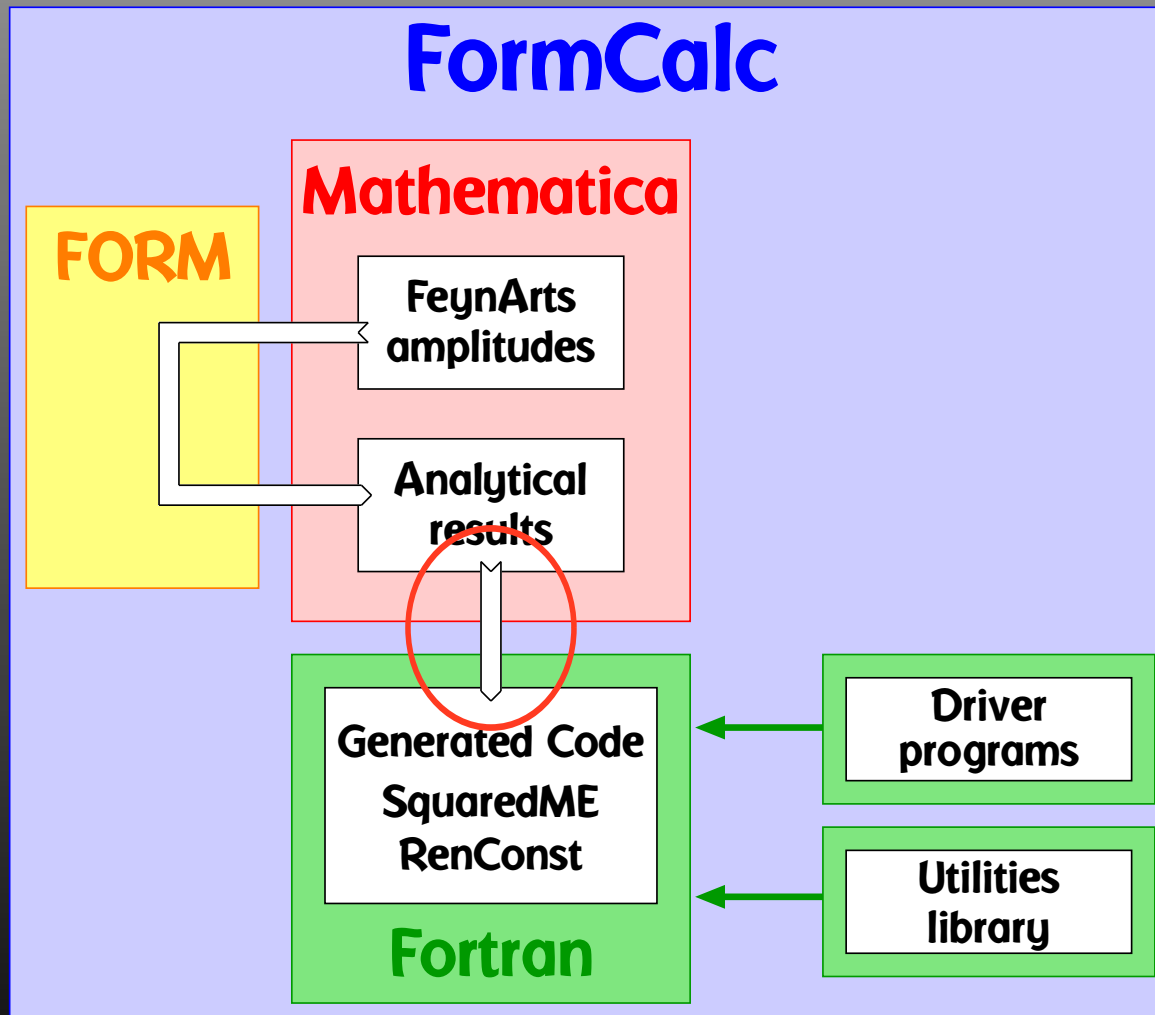 FormCalc
Mathematica
FORM
FeynArts
amplitudes
Analytical
results
Generated Code
SquaredME
RenConst
Fortran
Driver
programs
Utilities
library